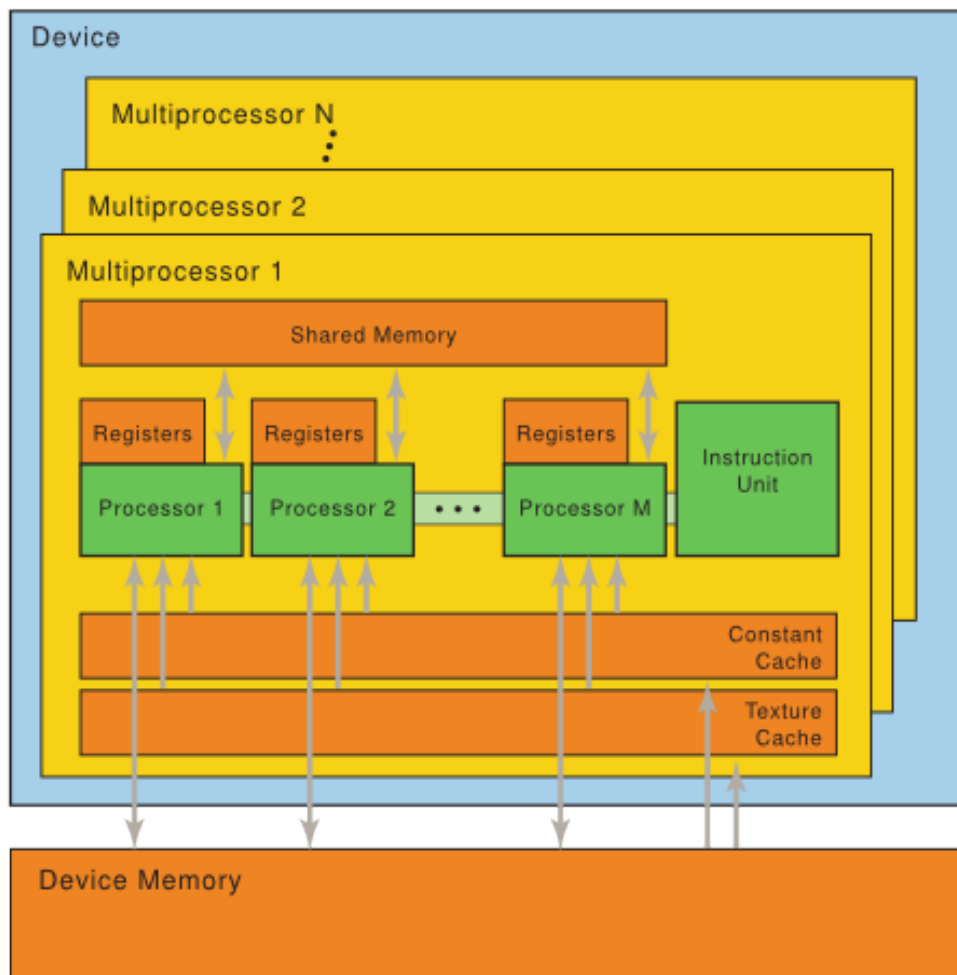 Device
Multiprocessor N
Multiprocessor 2
Multiprocessor 1
Shared Memory
Registers
Registers
Registers
Instruction
Unit
Processor 1
Processor 2
Processor M
Constant
Cache
Texture
Cache
Device Memory